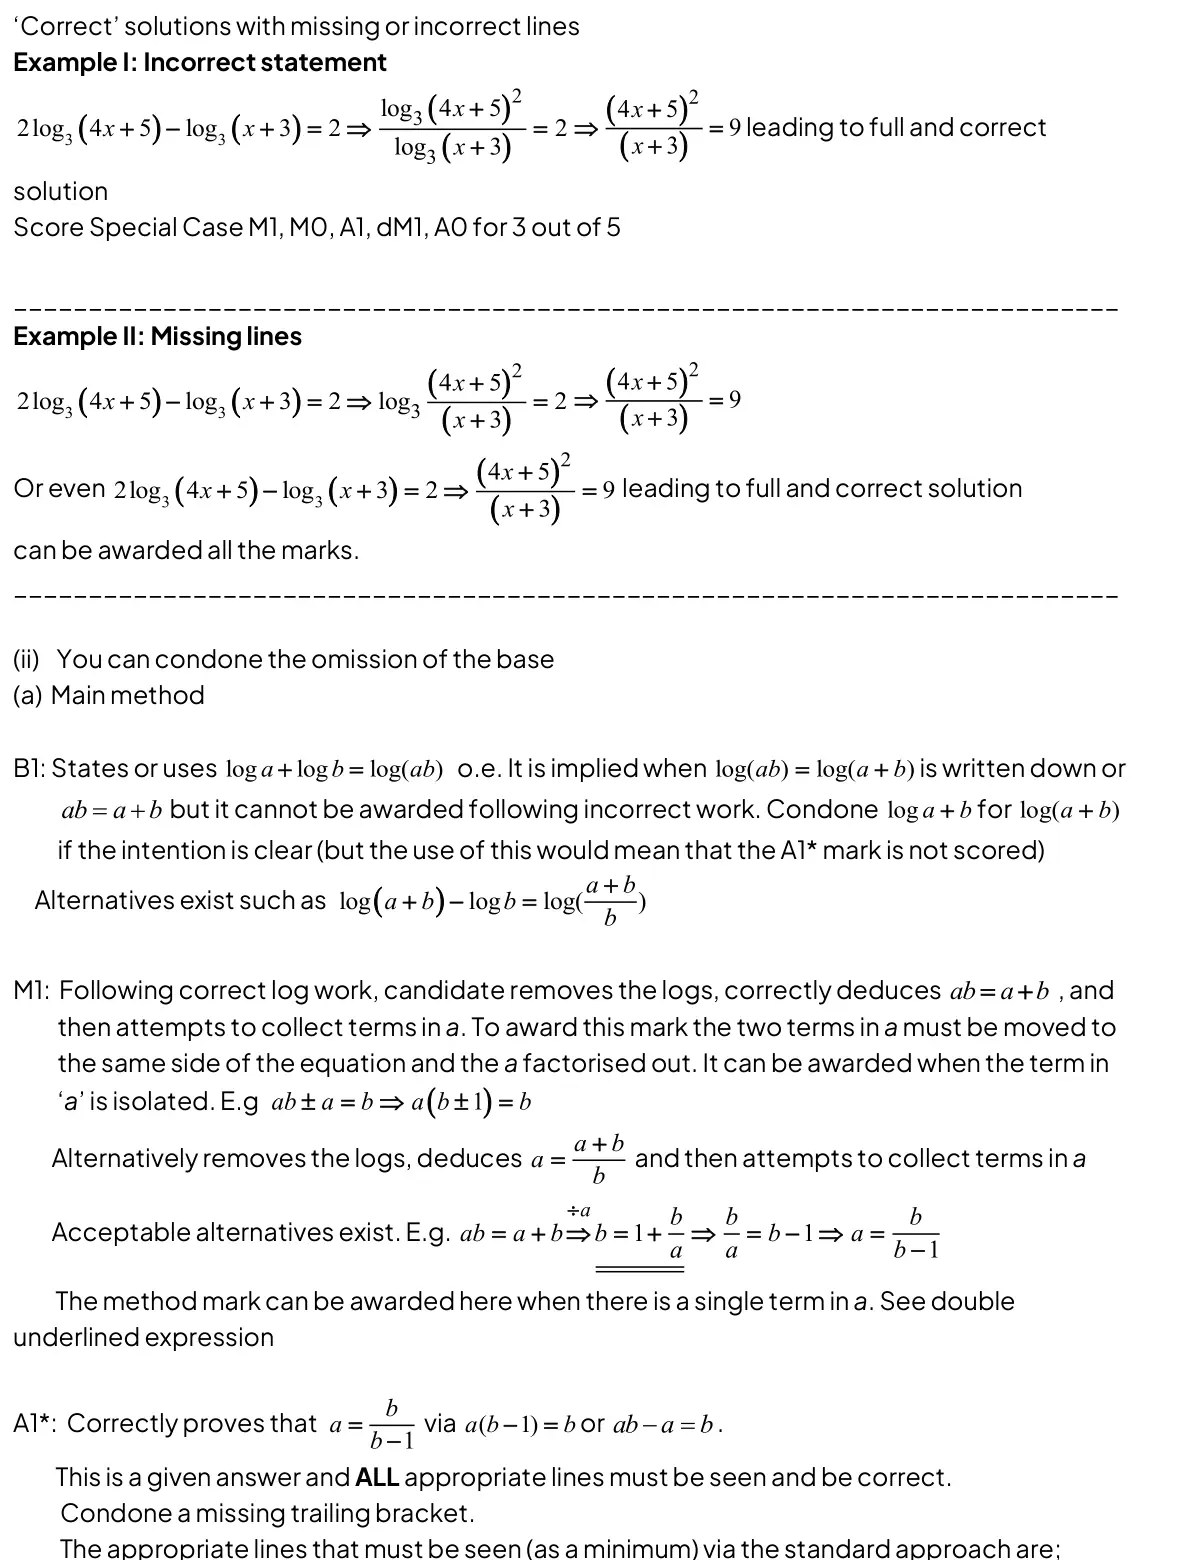 ‘Correct’ solutions with missing or incorrect lines
Example I: Incorrect statement
2log₃(4x+5)−log₃(x+3)=2⇒ log₃(4x+5)²/log₃(x+3) =2⇒ (4x+5)²/(x+3) =9 leading to full and correct
solution
Score Special Case M1, M0, A1, dM1, A0 for 3 out of 5
Example II: Missing lines
2log₃(4x+5)−log₃(x+3)=2⇒log₃ (4x+5)²/(x+3) =2⇒ (4x+5)²/(x+3) =9
Or even 2log₃(4x+5)−log₃(x+3)=2⇒ (4x+5)²/(x+3) =9 leading to full and correct solution
can be awarded all the marks.
(ii) You can condone the omission of the base
(a) Main method
B1: States or uses log a+log b=log(ab) o.e. It is implied when log(ab)=log(a+b) is written down or
ab=a+b but it cannot be awarded following incorrect work. Condone log a+b for log(a+b)
if the intention is clear (but the use of this would mean that the A1* mark is not scored)
Alternatives exist such as log(a+b)−log b=log((a+b)/b)
M1: Following correct log work, candidate removes the logs, correctly deduces ab=a+b , and
then attempts to collect terms in a. To award this mark the two terms in a must be moved to
the same side of the equation and the a factorised out. It can be awarded when the term in
‘a’ is isolated. E.g ab±a=b⇒a(b±1)=b
Alternatively removes the logs, deduces a= (a+b)/b and then attempts to collect terms in a
Acceptable alternatives exist. E.g. ab=a+b ÷a ⇒ b=1+ b/a ⇒ b/a =b−1⇒a= b/(b−1)
The method mark can be awarded here when there is a single term in a. See double
underlined expression
A1*: Correctly proves that a= b/(b−1) via a(b−1)=b or ab−a=b.
This is a given answer and ALL appropriate lines must be seen and be correct.
Condone a missing trailing bracket.
The appropriate lines that must be seen (as a minimum) via the standard approach are;